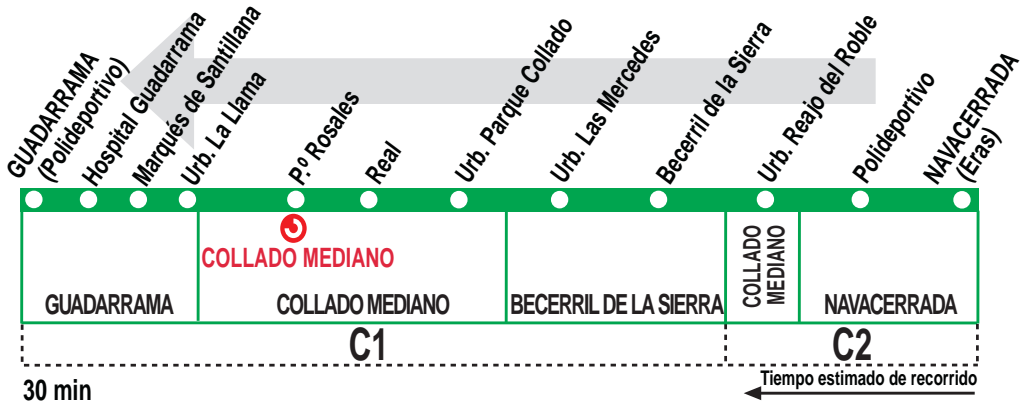 GUADARRAMA
(Polideportivo)
Hospital Guadarrama
Marqués de Santillana
Urb. La Llama
P.º Rosales
Real
Urb. Parque Collado
Urb. Las Mercedes
Becerril de la Sierra
Urb. Reajo del Roble
Polideportivo
NAVACERRADA
(Eras)
COLLADO MEDIANO
GUADARRAMA
COLLADO MEDIANO
BECERRIL DE LA SIERRA
COLLADO
MEDIANO
NAVACERRADA
C1
C2
30 min
Tiempo estimado de recorrido